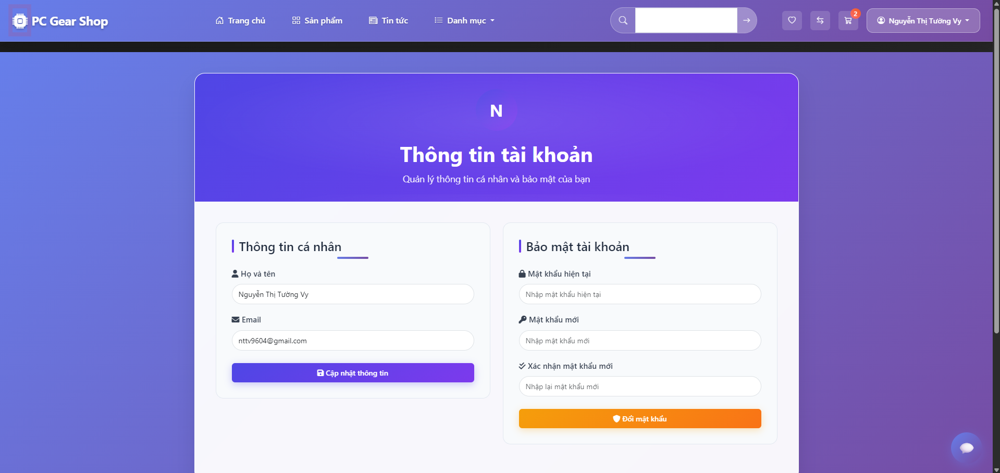 PC Gear Shop
Trang chủ
Sản phẩm
Tin tức
Danh mục
2
Nguyễn Thị Tường Vy
N
Thông tin tài khoản
Quản lý thông tin cá nhân và bảo mật của bạn
Thông tin cá nhân
Họ và tên
Nguyễn Thị Tường Vy
Email
nttv9604@gmail.com
Cập nhật thông tin
Bảo mật tài khoản
Mật khẩu hiện tại
Nhập mật khẩu hiện tại
Mật khẩu mới
Nhập mật khẩu mới
Xác nhận mật khẩu mới
Nhập lại mật khẩu mới
Đổi mật khẩu